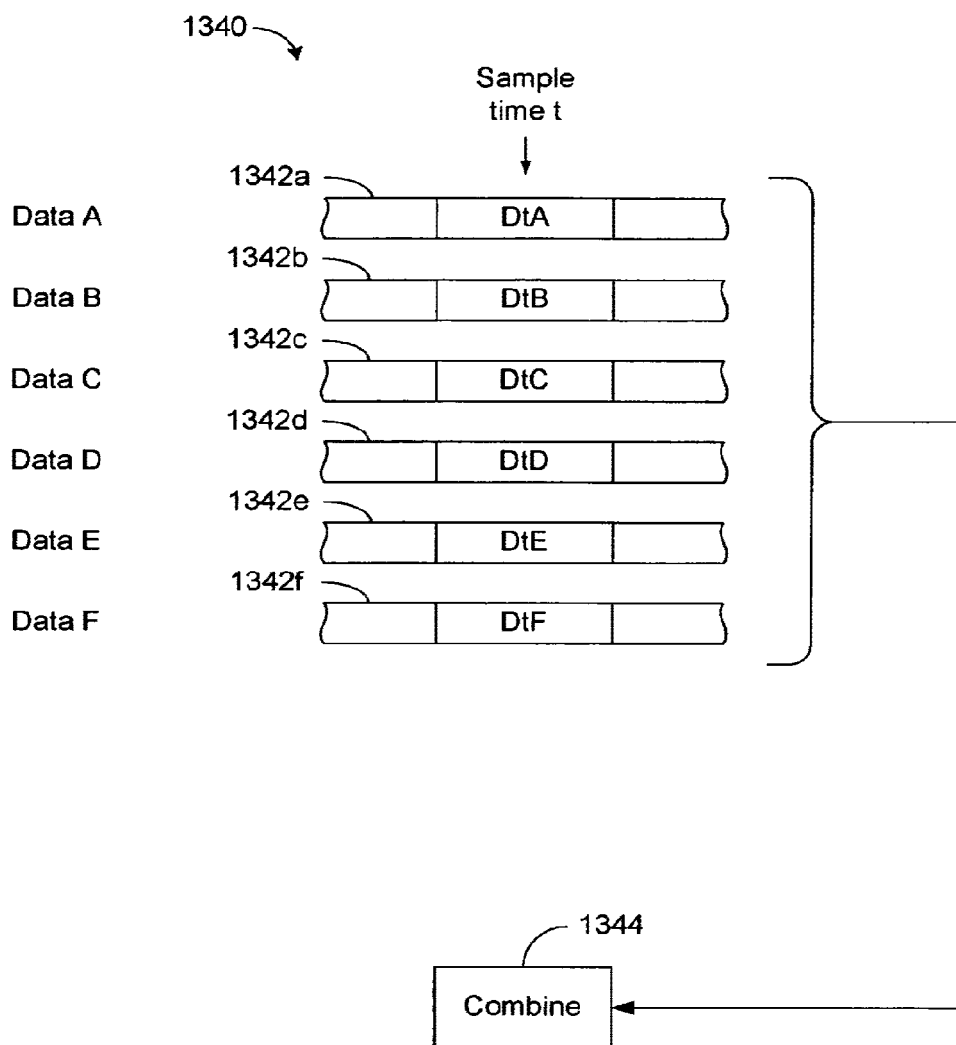 1340
Sample
time t
1342a
Data A
DtA
1342b
Data B
DtB
1342c
Data C
DtC
1342d
Data D
DtD
1342e
Data E
DtE
1342f
Data F
DtF
1344
Combine